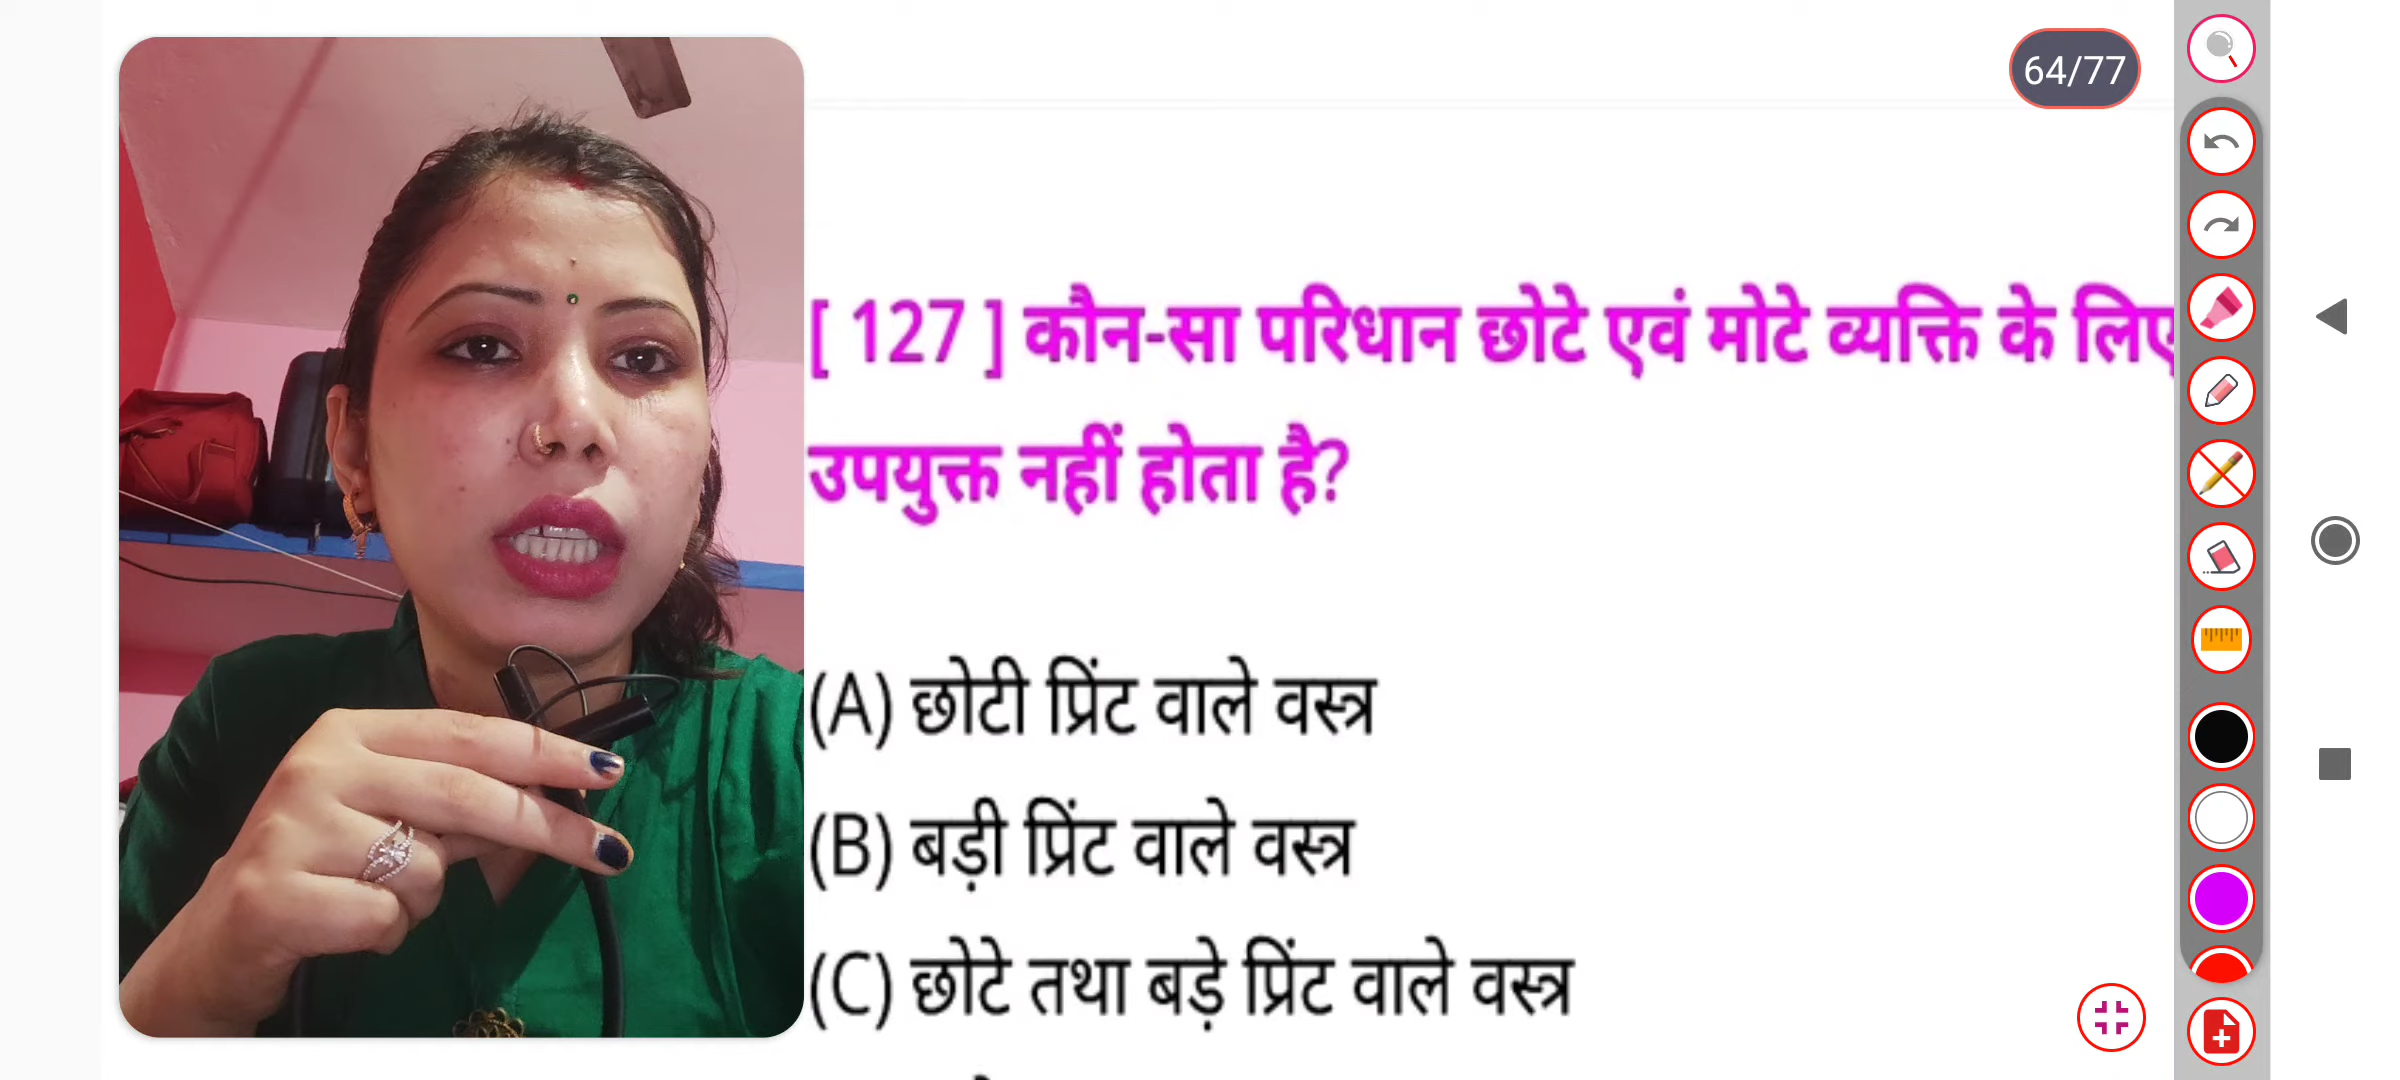 64/77
[ 127 ] कौन-सा परिधान छोटे एवं मोटे व्यक्ति के लिए
उपयुक्त नहीं होता है?
(A) छोटी प्रिंट वाले वस्त्र
(B) बड़ी प्रिंट वाले वस्त्र
(C) छोटे तथा बड़े प्रिंट वाले वस्त्र